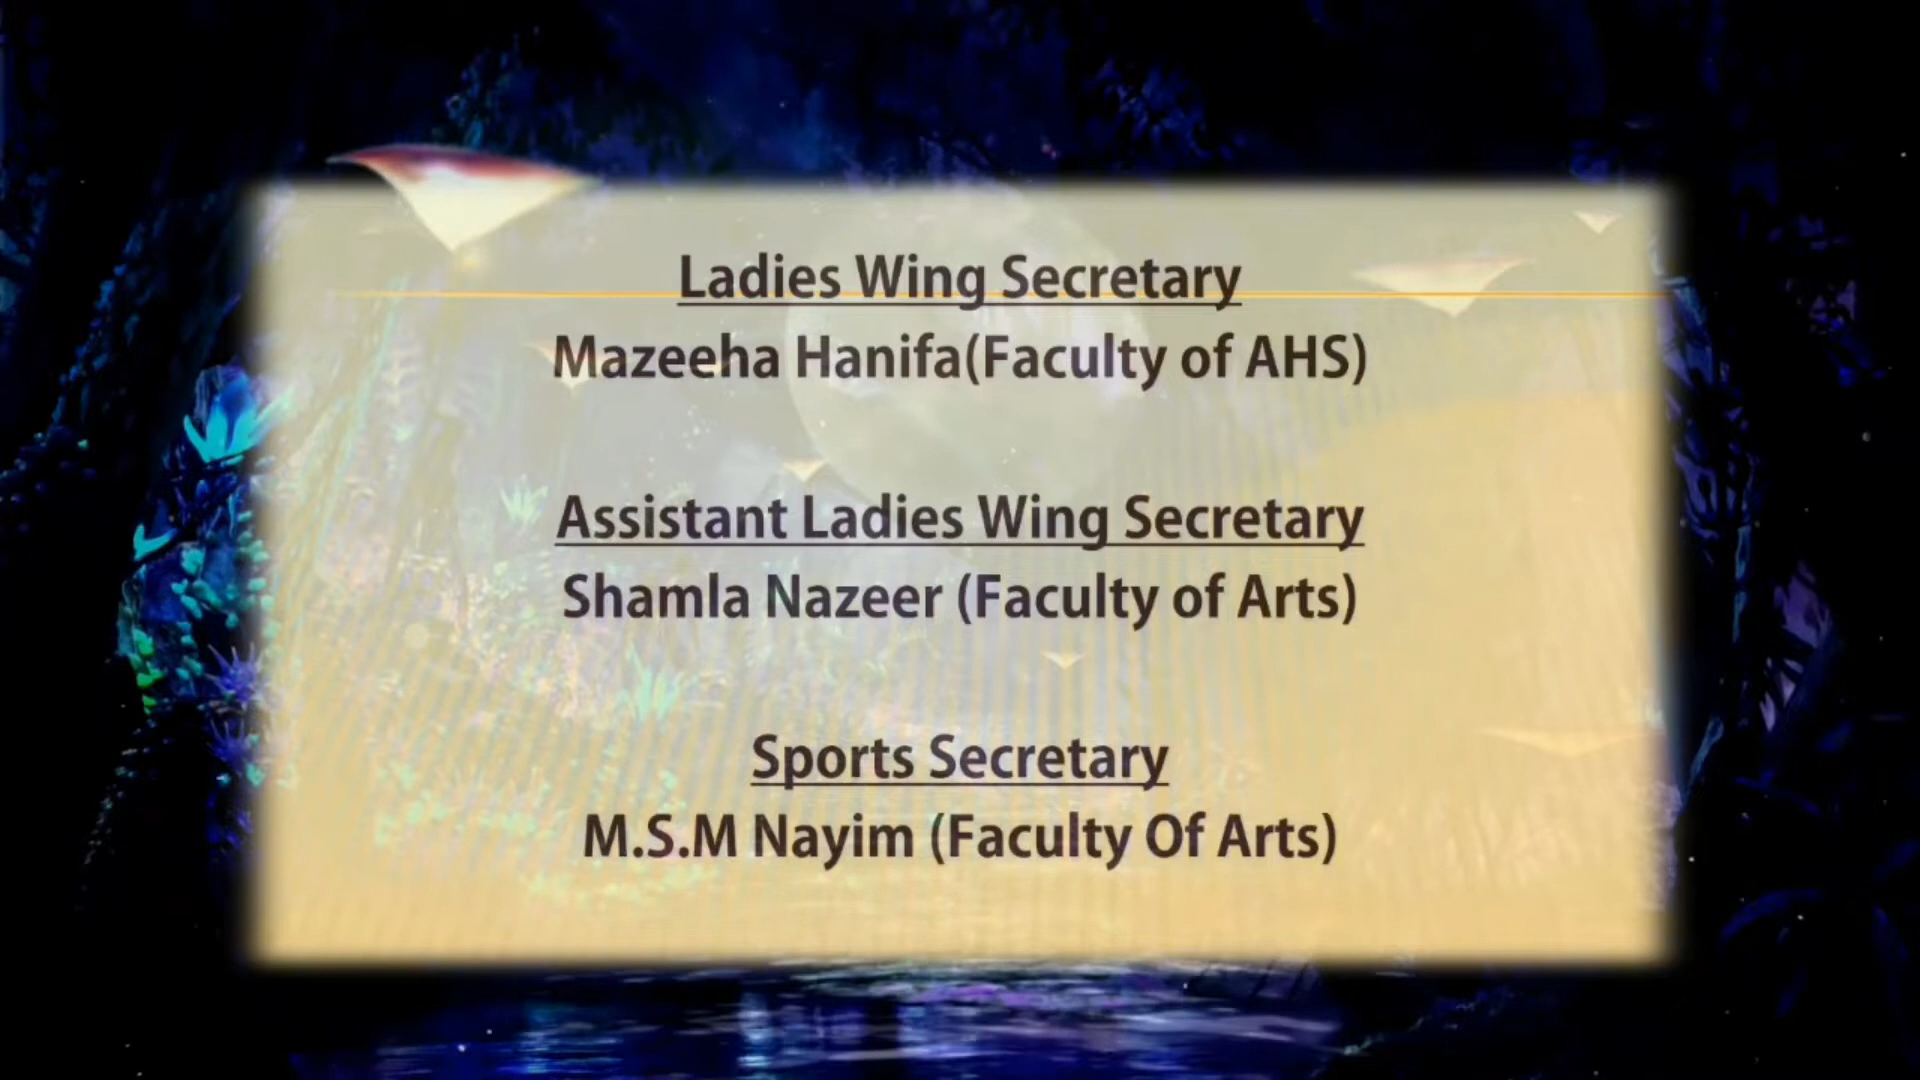 Ladies Wing Secretary
Mazeeha Hanifa(Faculty of AHS)
Assistant Ladies Wing Secretary
Shamla Nazeer (Faculty of Arts)
Sports Secretary
M.S.M Nayim (Faculty Of Arts)